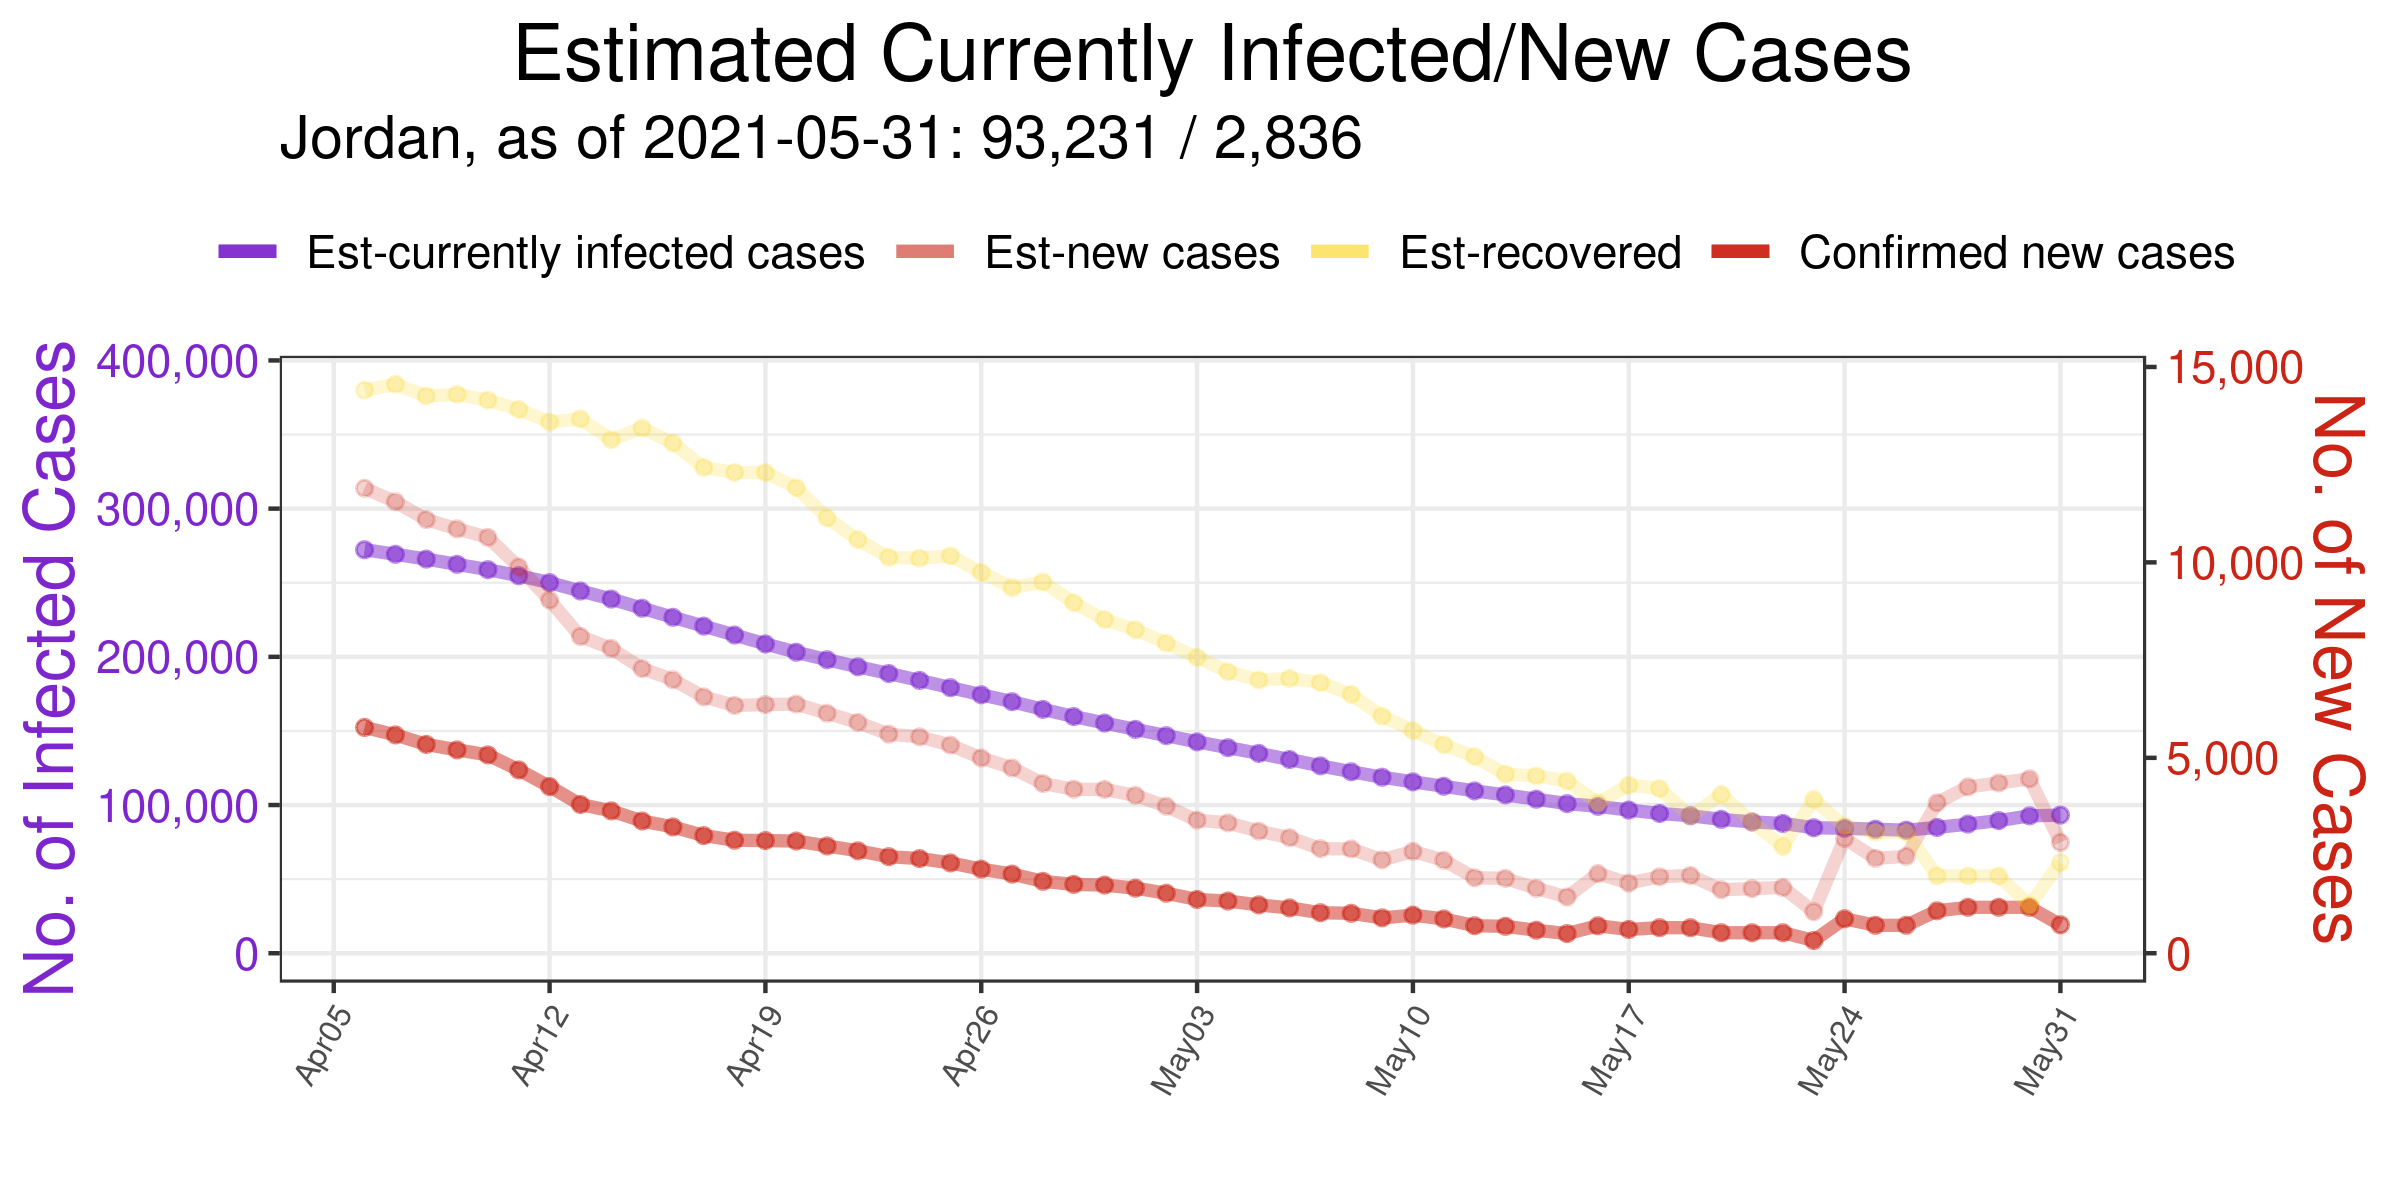 Estimated Currently Infected/New Cases
Jordan, as of 2021-05-31: 93,231 / 2,836
Est-currently infected cases Est-new cases Est-recovered Confirmed new cases
No. of Infected Cases
400,000
300,000
200,000
100,000
0
15,000
10,000
5,000
0
No. of New Cases
Apr05 Apr12 Apr19 Apr26 May03 May10 May17 May24 May31